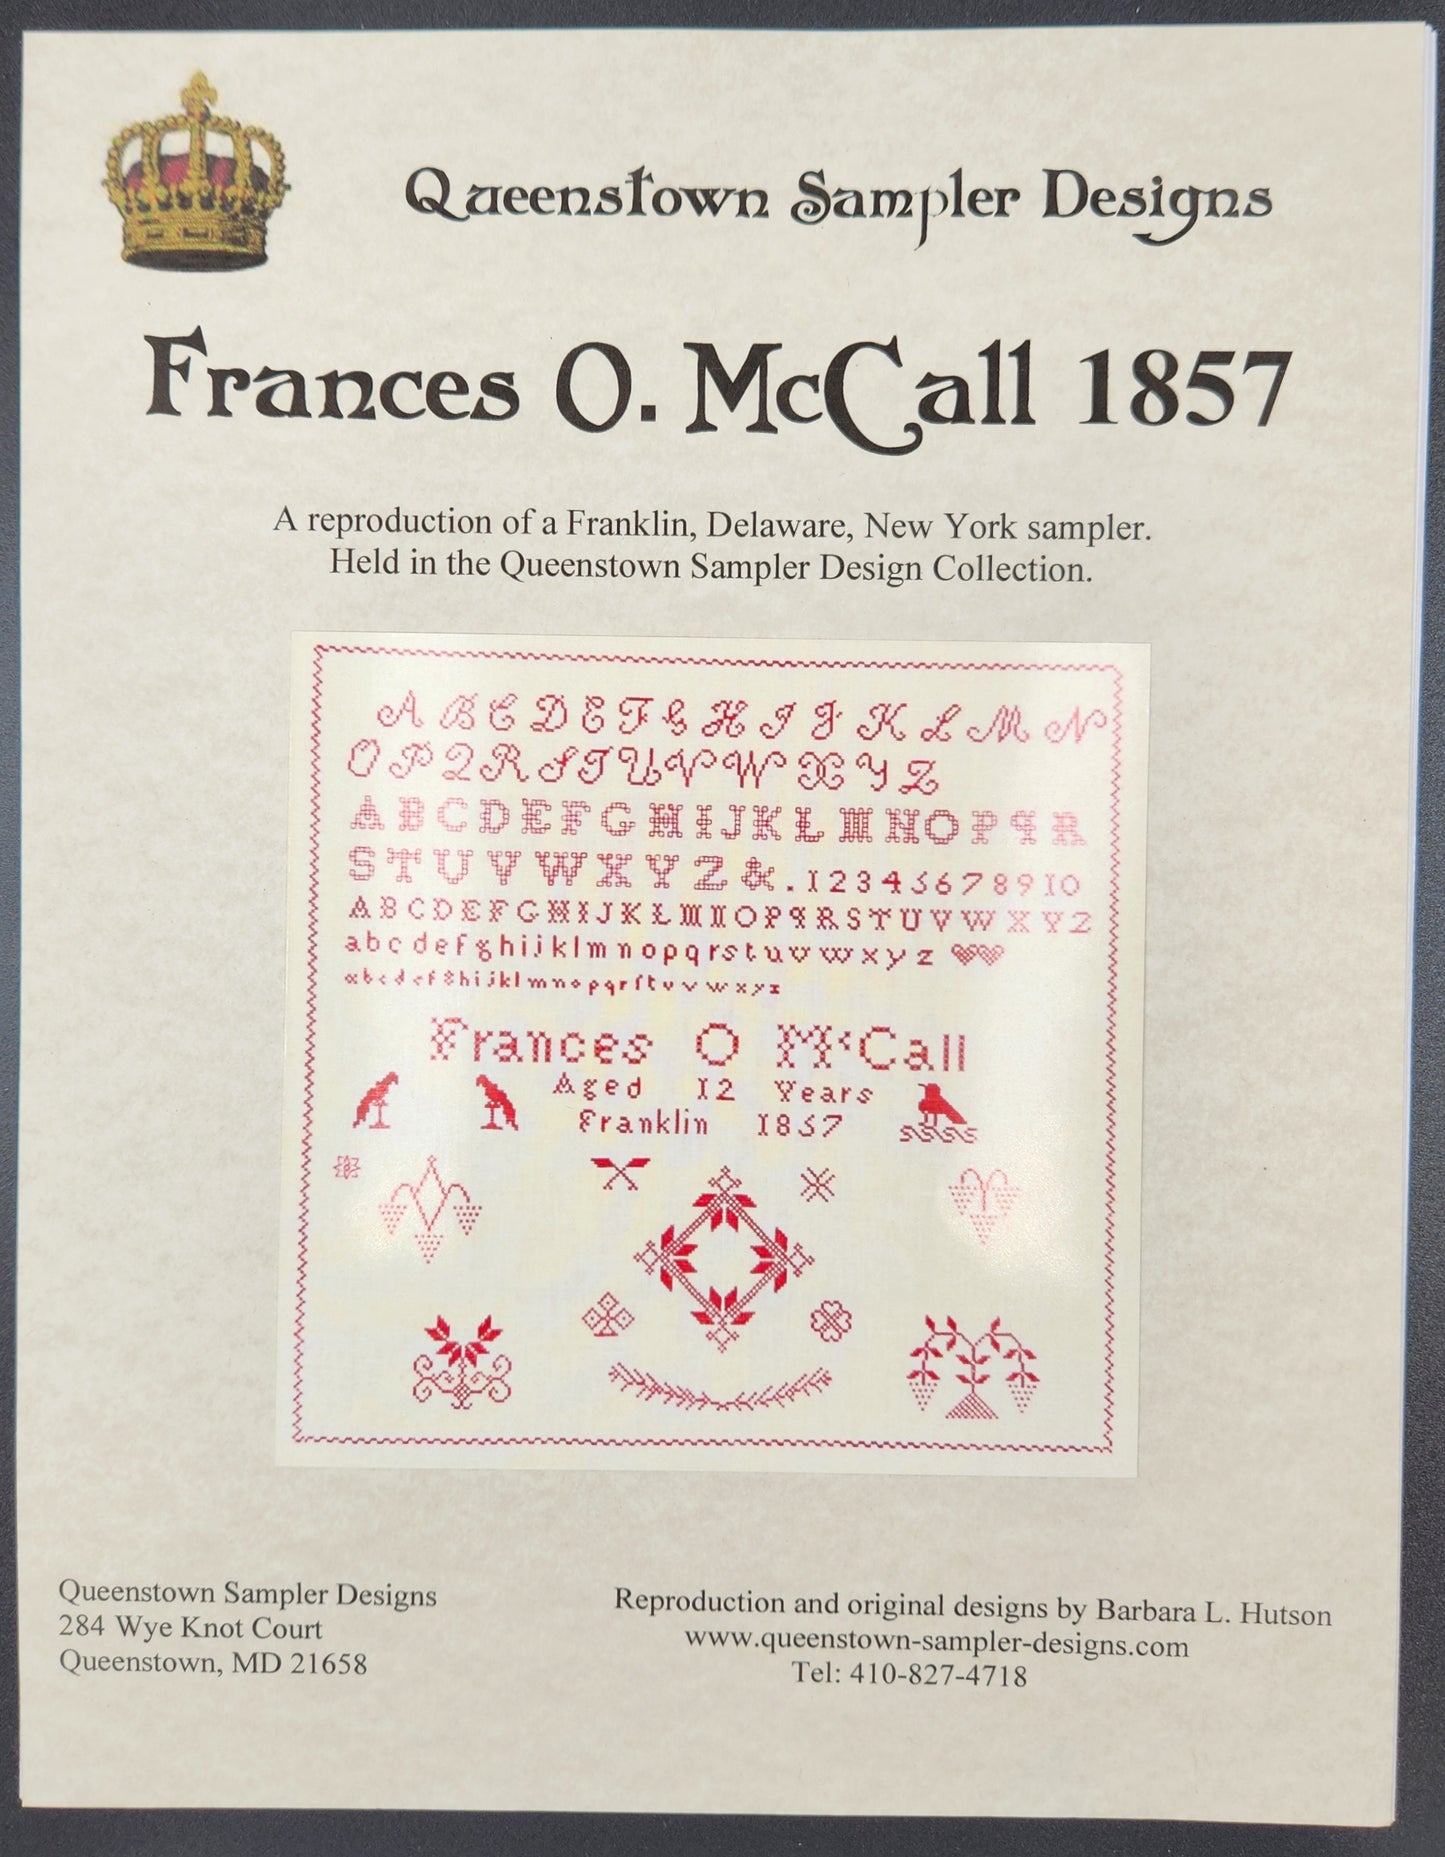 Queenstown Sampler Designs
Frances O. McCall 1857
A reproduction of a Franklin, Delaware, New York sampler.
Held in the Queenstown Sampler Design Collection.
A B C D E F G H I J K L M N
O P Q R S T U V W X Y Z
A B C D E F G H I J K L M N O P q R
S T U V W X Y Z &. 1 2 3 4 5 6 7 8 9 10
A B C D E F G H I J K L M N O P q R S T U V W X Y Z
a b c d e f g h i j k l m n o p q r s t u v w x y z
a b c d e f g h i j k l m n o p q r ſ t u v w x y z
Frances O McCall
Aged 12 Years
Franklin 1857
Queenstown Sampler Designs
284 Wye Knot Court
Queenstown, MD 21658
Reproduction and original designs by Barbara L. Hutson
www.queenstown-sampler-designs.com
Tel: 410-827-4718